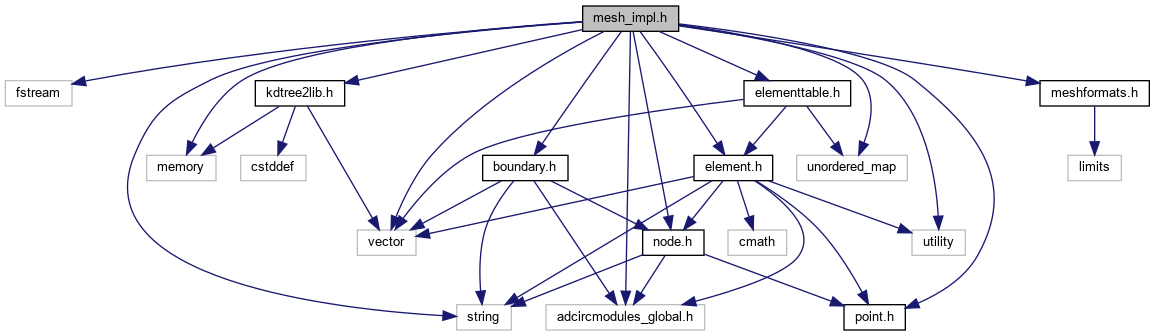 mesh_impl.h
fstream
kdtree2lib.h
elementtable.h
meshformats.h
memory
cstddef
boundary.h
element.h
unordered_map
limits
vector
node.h
cmath
utility
string
adcircmodules_global.h
point.h